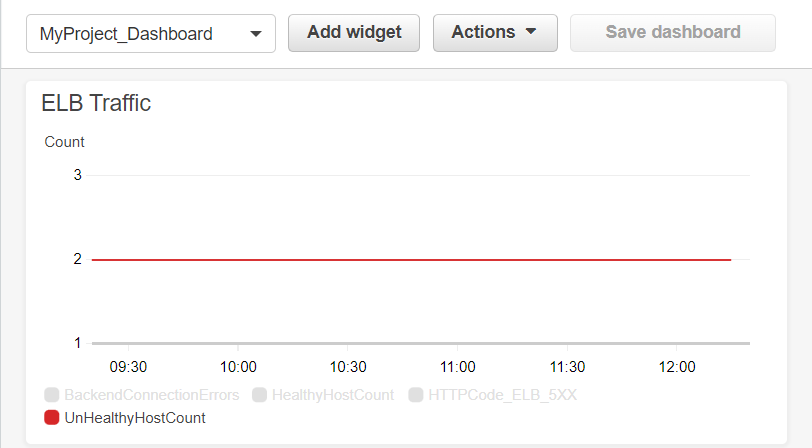 MyProject_Dashboard Add widget Actions Save dashboard
ELB Traffic
Count
3
2
1
09:30 10:00 10:30 11:00 11:30 12:00
BackendConnectionErrors HealthyHostCount HTTPCode_ELB_5XX
UnHealthyHostCount